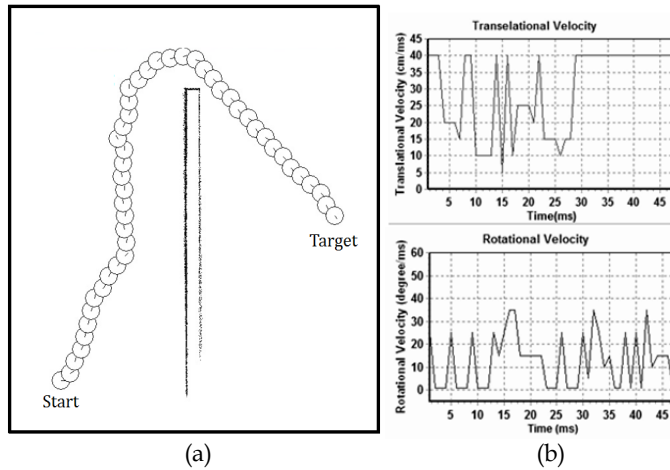 Start
Target
(a)
Transelational Velocity
Translational Velocity (cm/ms)
45
40
35
30
25
20
15
10
5
0
5 10 15 20 25 30 35 40 45
Time(ms)
Rotational Velocity
Rotational Velocity (degree/ms)
60
50
40
30
20
10
0
5 10 15 20 25 30 35 40 45
Time (ms)
(b)